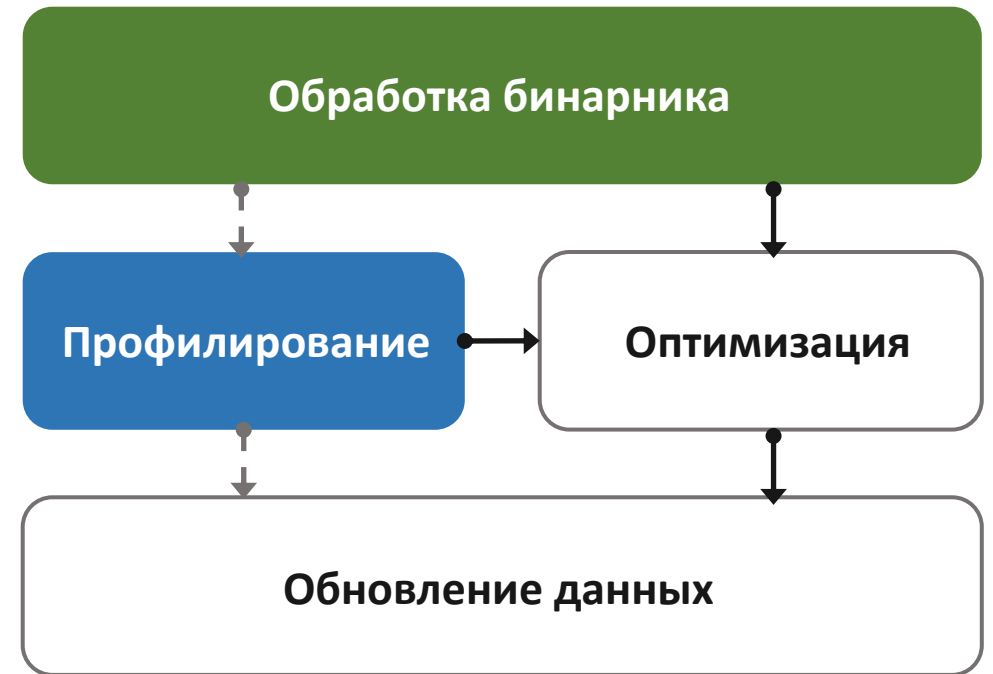 Обработка бинарника
Профилирование
Оптимизация
Обновление данных